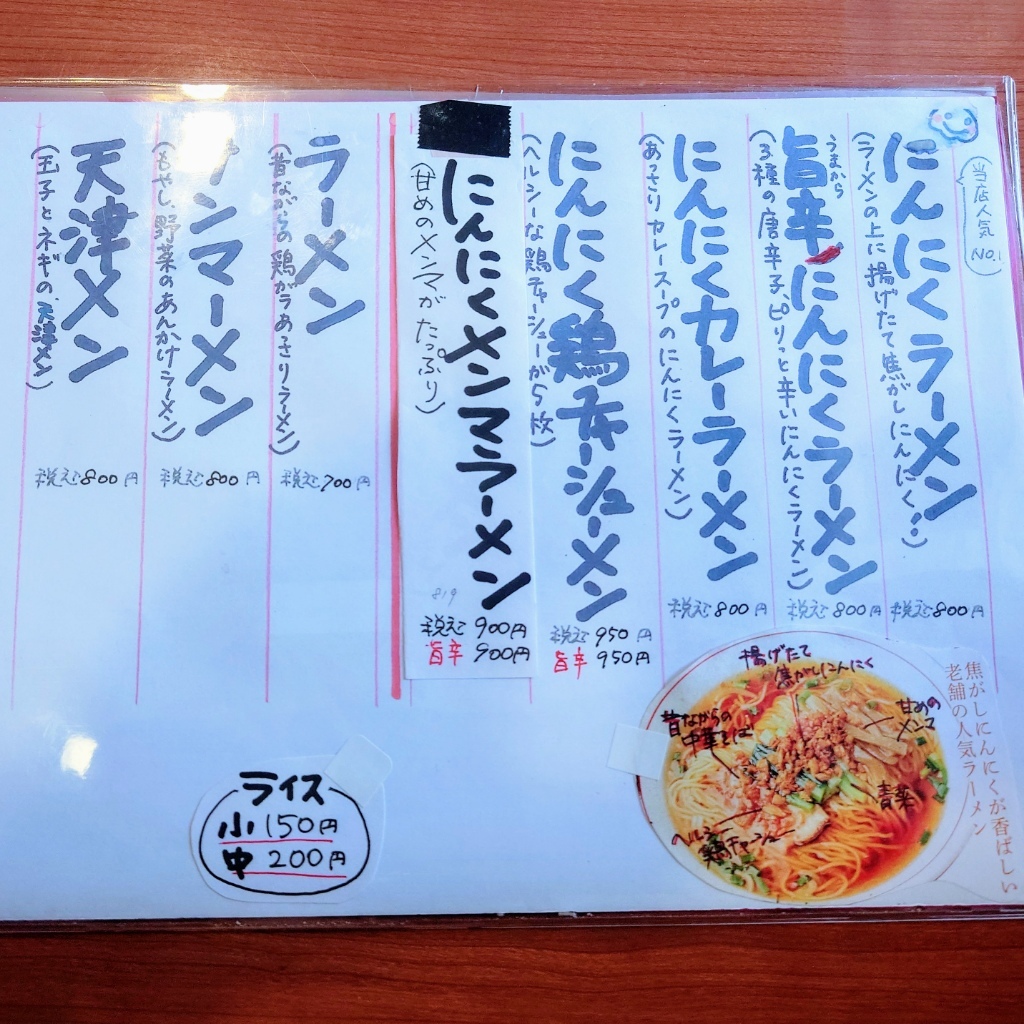 当店人気
No.1
にんにくラーメン
(ラーメンの上に揚げたて焦がしにんにく!)
税込800円
うまから
旨辛にんにくラーメン
(3種の唐辛子、ピリっと辛いにんにくラーメン)
税込800円
にんにくカレーラーメン
(あっさりカレースープのにんにくラーメン)
税込800円
にんにく鶏チャーシューメン
(ヘルシーな鶏チャーシューが5枚)
税込950円
旨辛 950円
にんにくメンマラーメン
(甘めのメンマがたっぷり)
819
税込900円
旨辛 900円
ラーメン
(昔ながらの鶏ガラあっさりラーメン)
税込700円
サンマーメン
(もやし、野菜のあんかけラーメン)
税込800円
天津メン
(玉子とネギの天津メン)
税込800円
焦がしにんにくが香ばしい
老舗の人気ラーメン
揚げたて
焦がしにんにく
甘めの
メンマ
昔ながらの
中華そば
青菜
ヘルシー
鶏チャーシュー
ライス
小 150円
中 200円